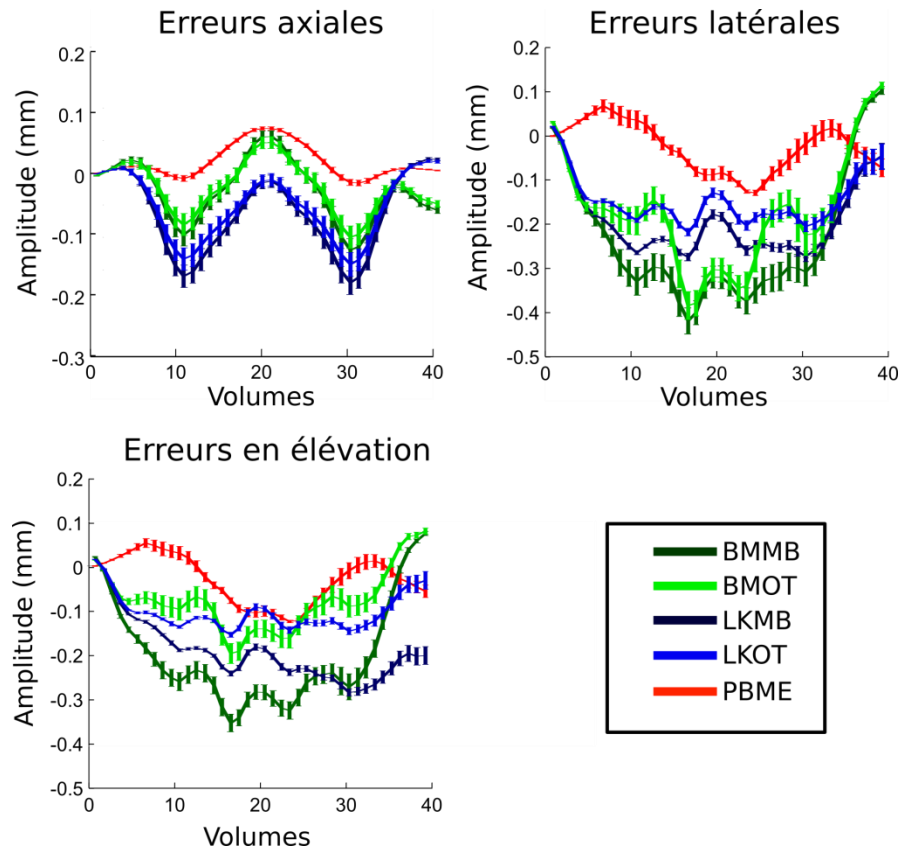 Erreurs axiales
Amplitude (mm)
0.2
0.1
0
-0.1
-0.2
-0.3
0 10 20 30 40
Volumes
Erreurs latérales
Amplitude (mm)
0.2
0.1
0
-0.1
-0.2
-0.3
-0.4
-0.5
0 10 20 30 40
Volumes
Erreurs en élévation
Amplitude (mm)
0.2
0.1
0
-0.1
-0.2
-0.3
-0.4
-0.5
0 10 20 30 40
Volumes
BMMB
BMOT
LKMB
LKOT
PBME